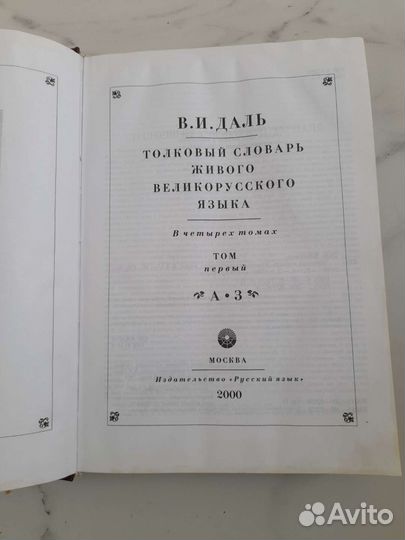 В.И.ДАЛЬ
ТОЛКОВЫЙ СЛОВАРЬ
ЖИВОГО
ВЕЛИКОРУССКОГО
ЯЗЫКА
В четырех томах
ТОМ
первый
А • З
МОСКВА
Издательство «Русский язык»
2000
Avito